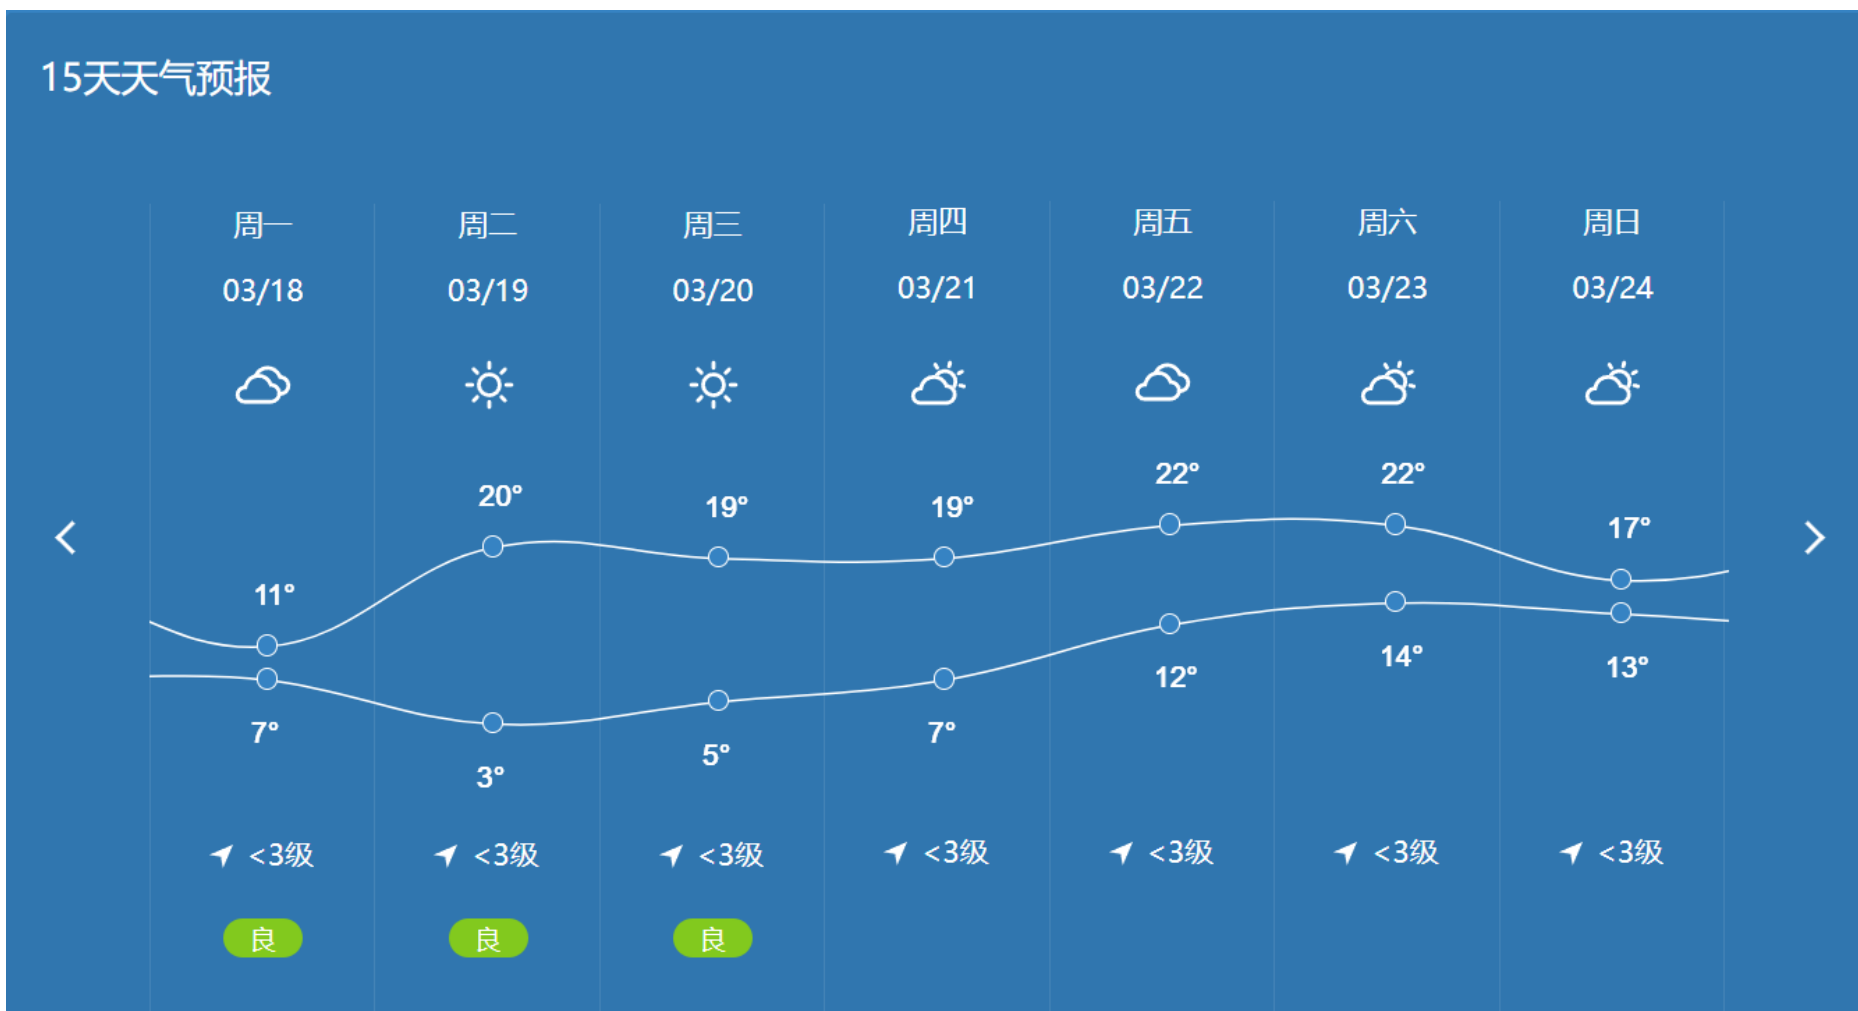 15天天气预报
周一 周二 周三 周四 周五 周六 周日
03/18 03/19 03/20 03/21 03/22 03/23 03/24
11° 20° 19° 19° 22° 22° 17°
7° 3° 5° 7° 12° 14° 13°
<3级 <3级 <3级 <3级 <3级 <3级 <3级
良 良 良